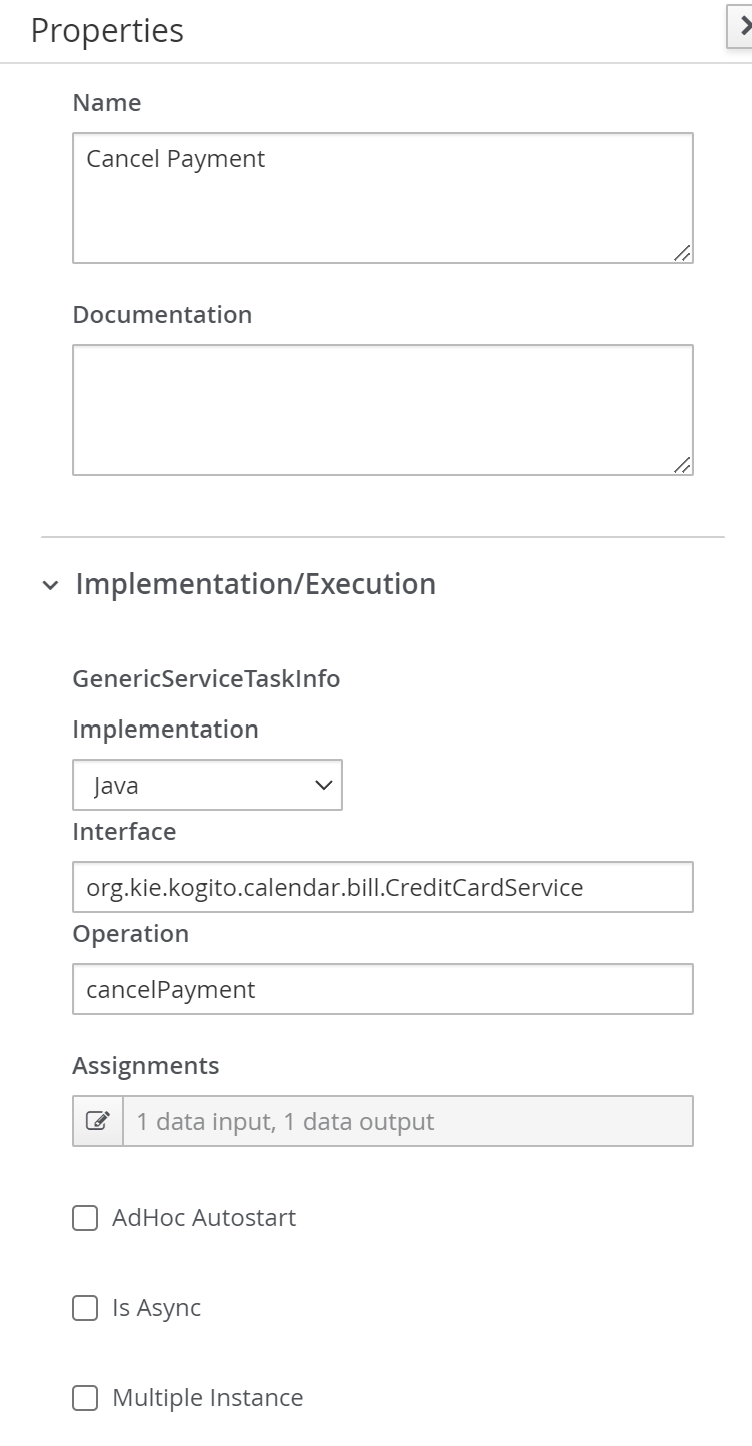 Properties
Name
Cancel Payment
Documentation
Implementation/Execution
GenericServiceTaskInfo
Implementation
Java
Interface
org.kie.kogito.calendar.bill.CreditCardService
Operation
cancelPayment
Assignments
1 data input, 1 data output
AdHoc Autostart
Is Async
Multiple Instance